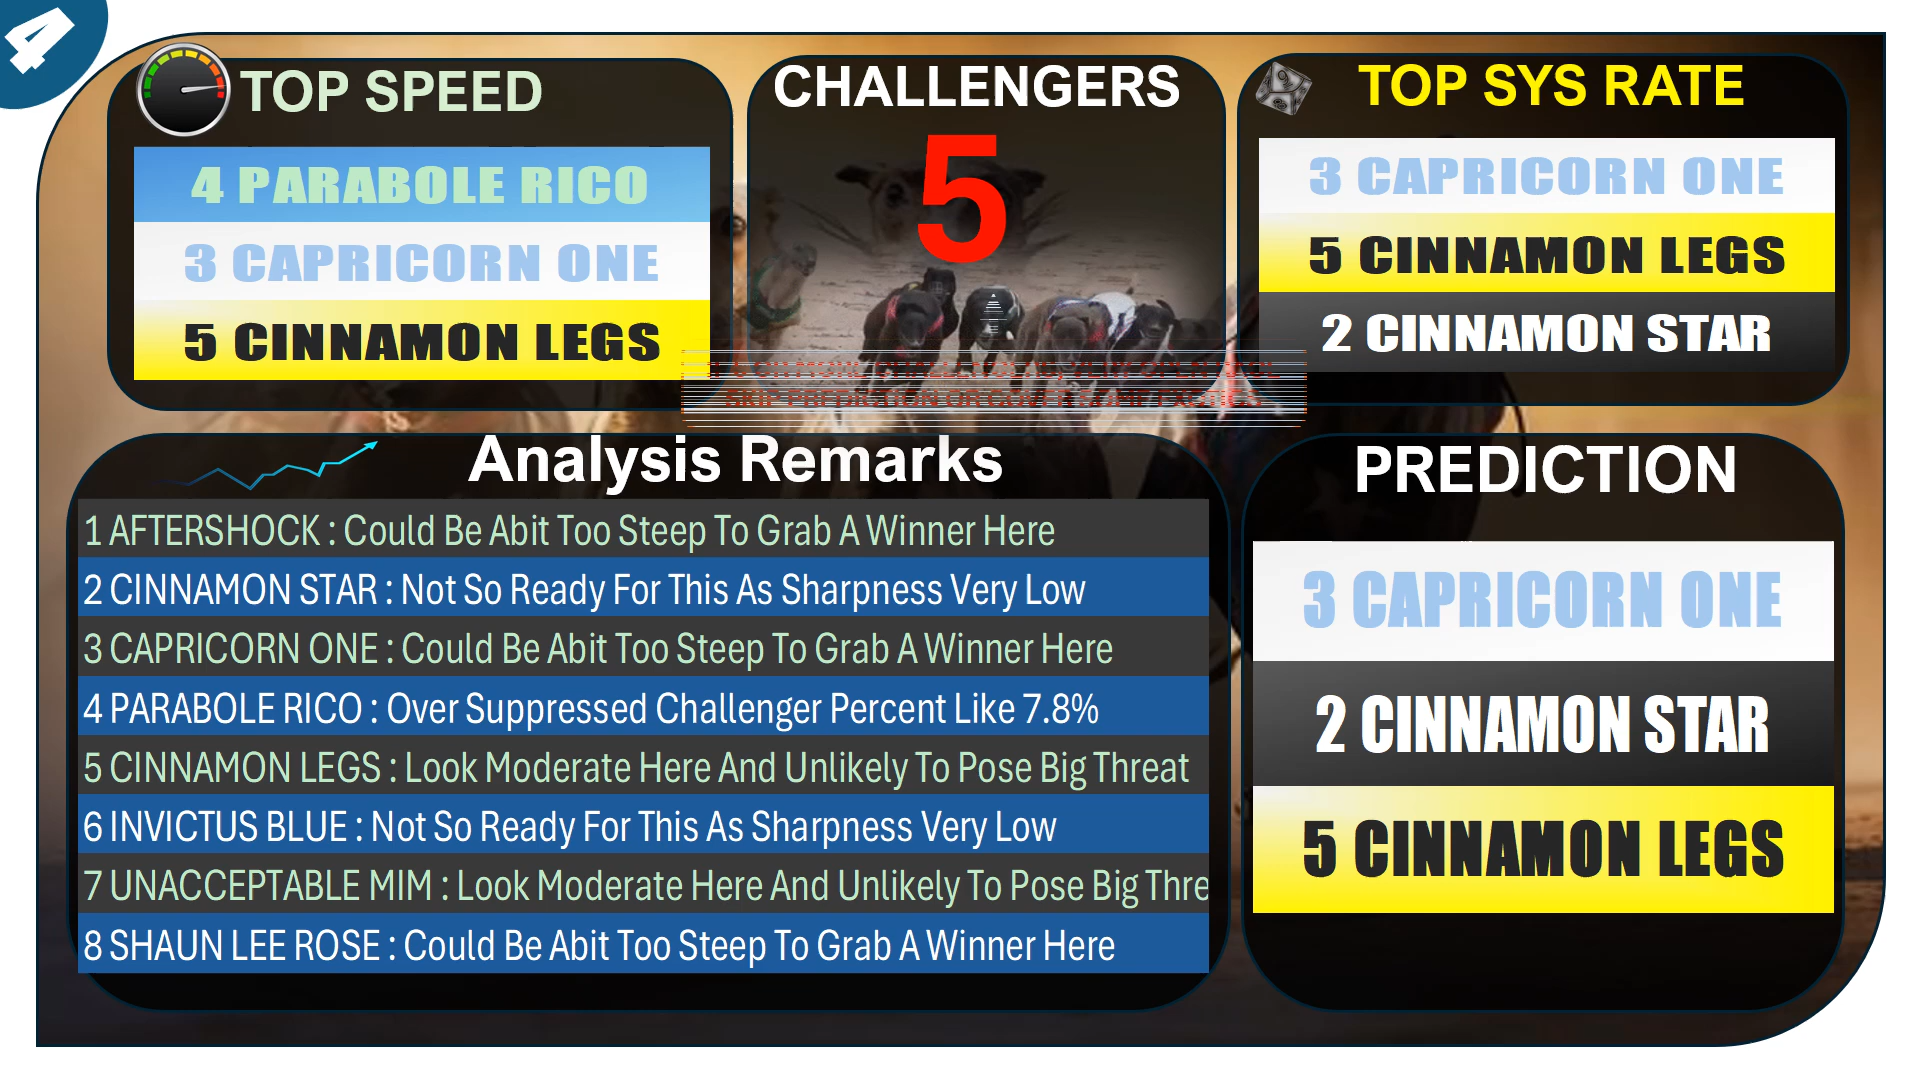 4
TOP SPEED
4 PARABOLE RICO
3 CAPRICORN ONE
5 CINNAMON LEGS
CHALLENGERS
5
TOP SYS RATE
3 CAPRICORN ONE
5 CINNAMON LEGS
2 CINNAMON STAR
SKIP PREDICTION OR COVER SOME EXOTICS
Analysis Remarks
1 AFTERSHOCK : Could Be Abit Too Steep To Grab A Winner Here
2 CINNAMON STAR : Not So Ready For This As Sharpness Very Low
3 CAPRICORN ONE : Could Be Abit Too Steep To Grab A Winner Here
4 PARABOLE RICO : Over Suppressed Challenger Percent Like 7.8%
5 CINNAMON LEGS : Look Moderate Here And Unlikely To Pose Big Threat
6 INVICTUS BLUE : Not So Ready For This As Sharpness Very Low
7 UNACCEPTABLE MIM : Look Moderate Here And Unlikely To Pose Big Thre
8 SHAUN LEE ROSE : Could Be Abit Too Steep To Grab A Winner Here
PREDICTION
3 CAPRICORN ONE
2 CINNAMON STAR
5 CINNAMON LEGS